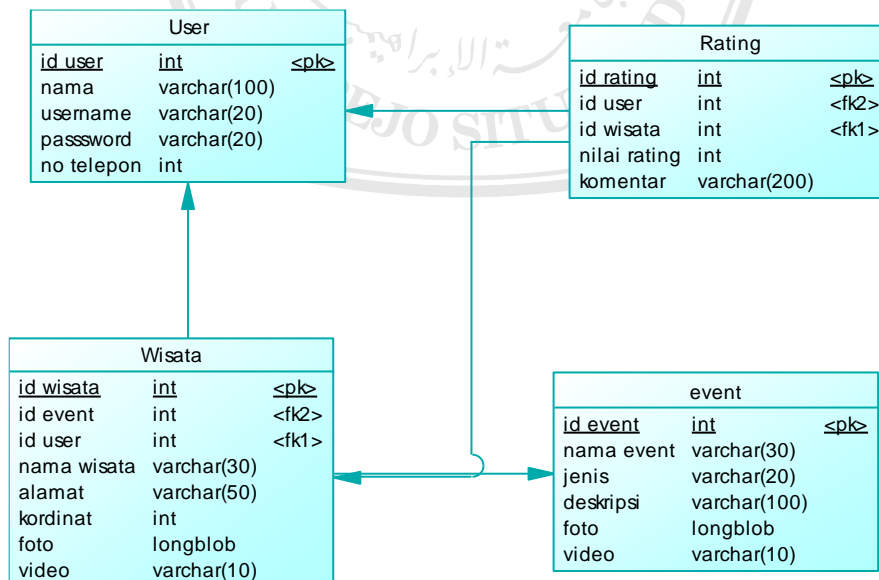 User
id user int <pk>
nama varchar(100)
username varchar(20)
passsword varchar(20)
no telepon int
Rating
id rating int <pk>
id user int <fk2>
id wisata int <fk1>
nilai rating int
komentar varchar(200)
Wisata
id wisata int <pk>
id event int <fk2>
id user int <fk1>
nama wisata varchar(30)
alamat varchar(50)
kordinat int
foto longblob
video varchar(10)
event
id event int <pk>
nama event varchar(30)
jenis varchar(20)
deskripsi varchar(100)
foto longblob
video varchar(10)